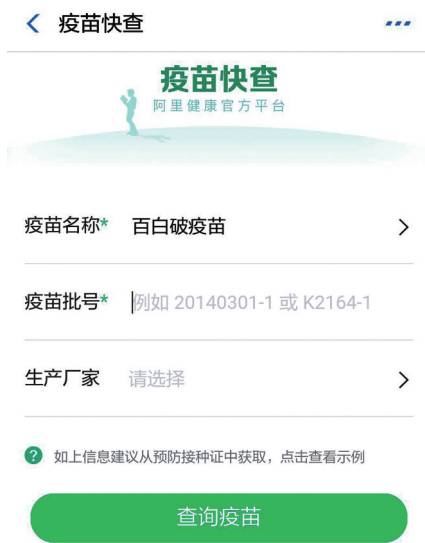 疫苗快查
疫苗快查
阿里健康官方平台
疫苗名称* 百白破疫苗
疫苗批号* 例如 20140301-1 或 K2164-1
生产厂家 请选择
? 如上信息建议从预防接种证中获取，点击查看示例
查询疫苗